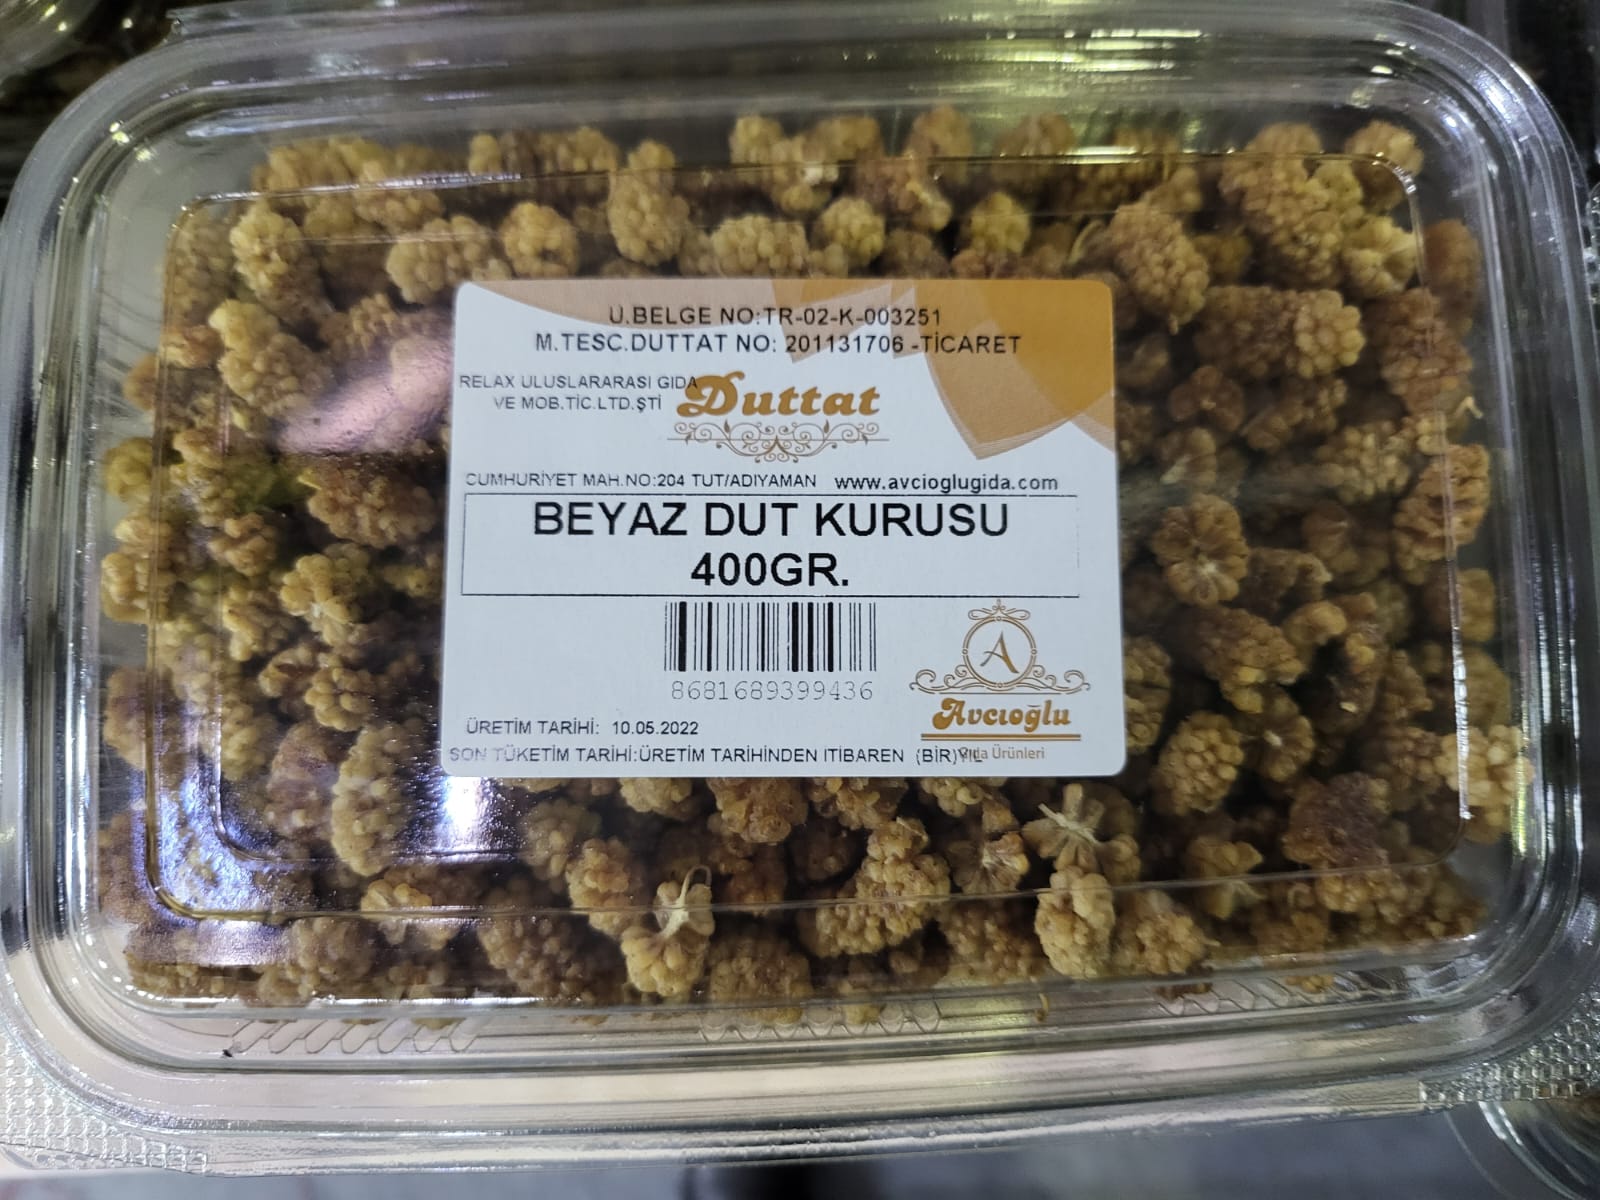 U.BELGE NO:TR-02-K-003251
M.TESC.DUTTAT NO: 201131706 -TİCARET
RELAX ULUSLARARASI GIDA
VE MOB.TİC.LTD.ŞTİ
Duttat
CUMHURİYET MAH.NO:204 TUT/ADIYAMAN www.avcioglugida.com
BEYAZ DUT KURUSU
400GR.
8681689399436
A
Avcıoğlu
Gıda Ürünleri
ÜRETİM TARİHİ: 10.05.2022
SON TÜKETİM TARİHİ:ÜRETİM TARİHİNDEN ITİBAREN (BİR)YIL